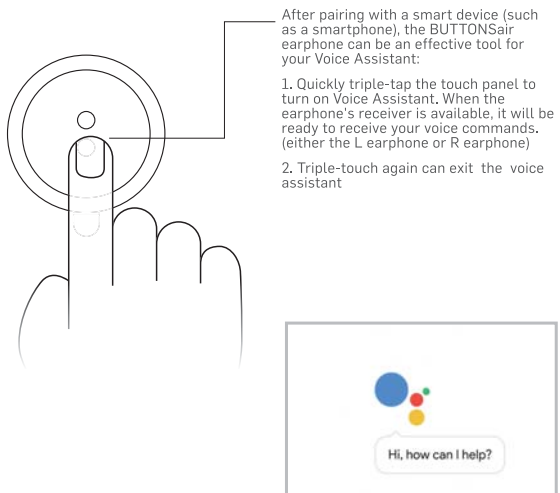 After pairing with a smart device (such
as a smartphone), the BUTTONSair
earphone can be an effective tool for
your Voice Assistant:
1. Quickly triple-tap the touch panel to
turn on Voice Assistant. When the
earphone's receiver is available, it will be
ready to receive your voice commands.
(either the L earphone or R earphone)
2. Triple-touch again can exit the voice
assistant
Hi, how can I help?